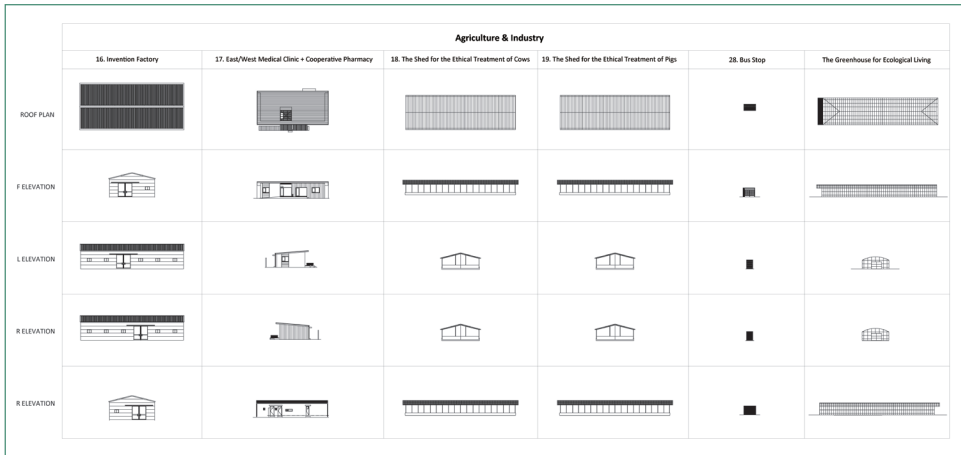 Agriculture & Industry
16. Invention Factory
17. East/West Medical Clinic + Cooperative Pharmacy
18. The Shed for the Ethical Treatment of Cows
19. The Shed for the Ethical Treatment of Pigs
28. Bus Stop
The Greenhouse for Ecological Living
ROOF PLAN
F ELEVATION
L ELEVATION
R ELEVATION
R ELEVATION